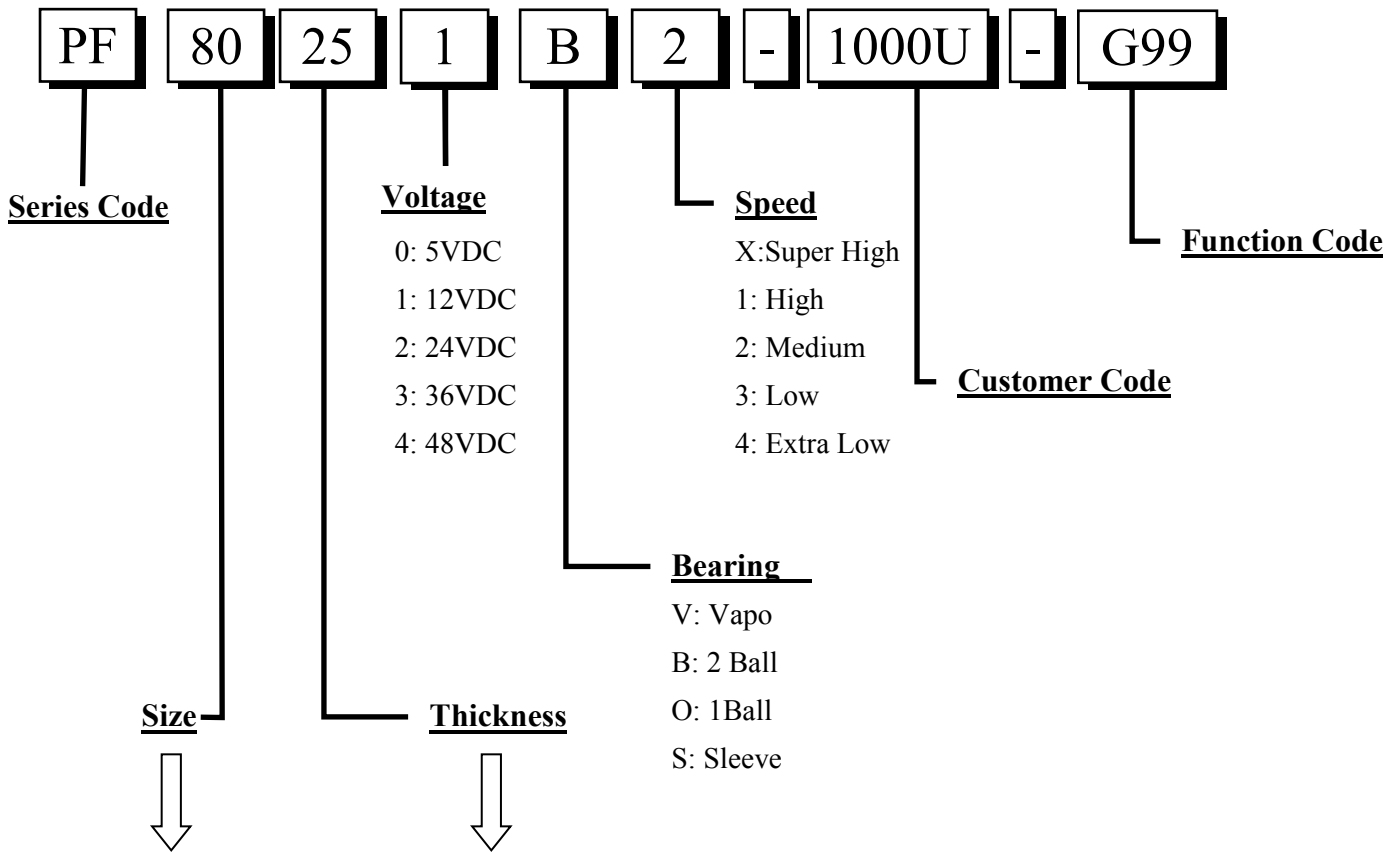 PF 80 25 1 B 2 - 1000U - G99
Series Code
Voltage
0: 5VDC
1: 12VDC
2: 24VDC
3: 36VDC
4: 48VDC
Speed
X:Super High
1: High
2: Medium
3: Low
4: Extra Low
Function Code
Customer Code
Bearing
V: Vapo
B: 2 Ball
O: 1Ball
S: Sleeve
Size
Thickness